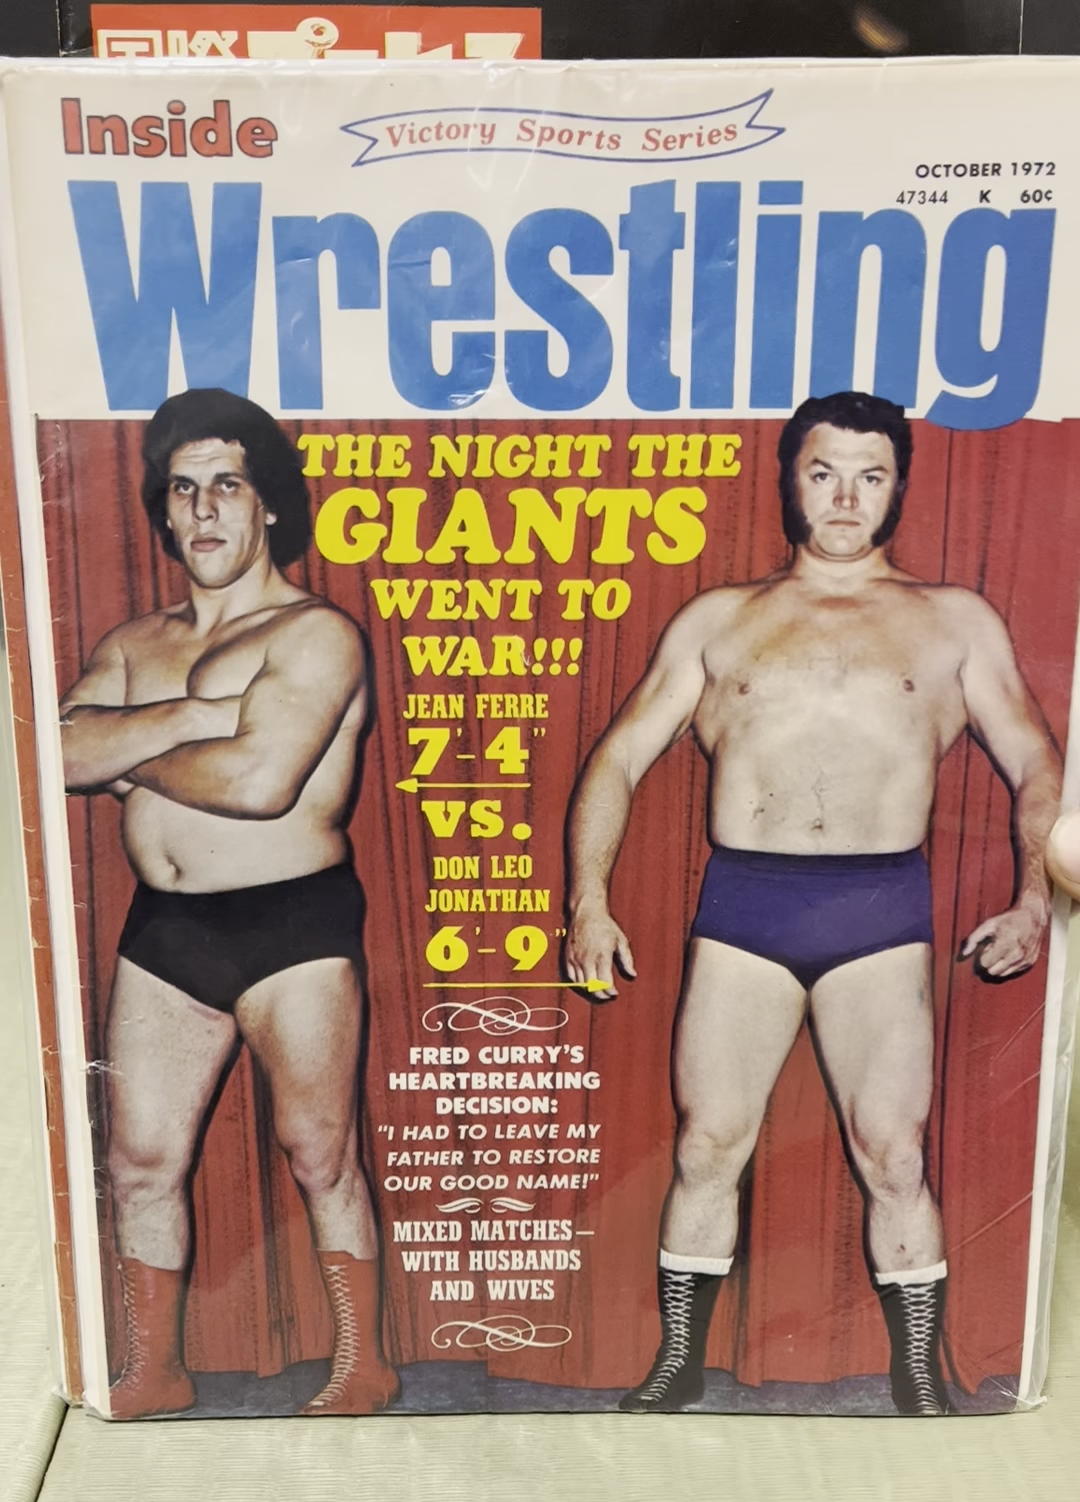 Inside
Victory Sports Series
OCTOBER 1972
47344 K 60¢
Wrestling
THE NIGHT THE
GIANTS
WENT TO
WAR!!!
JEAN FERRE
7'-4"
VS.
DON LEO
JONATHAN
6'-9"
FRED CURRY'S
HEARTBREAKING
DECISION:
"I HAD TO LEAVE MY
FATHER TO RESTORE
OUR GOOD NAME!"
MIXED MATCHES—
WITH HUSBANDS
AND WIVES